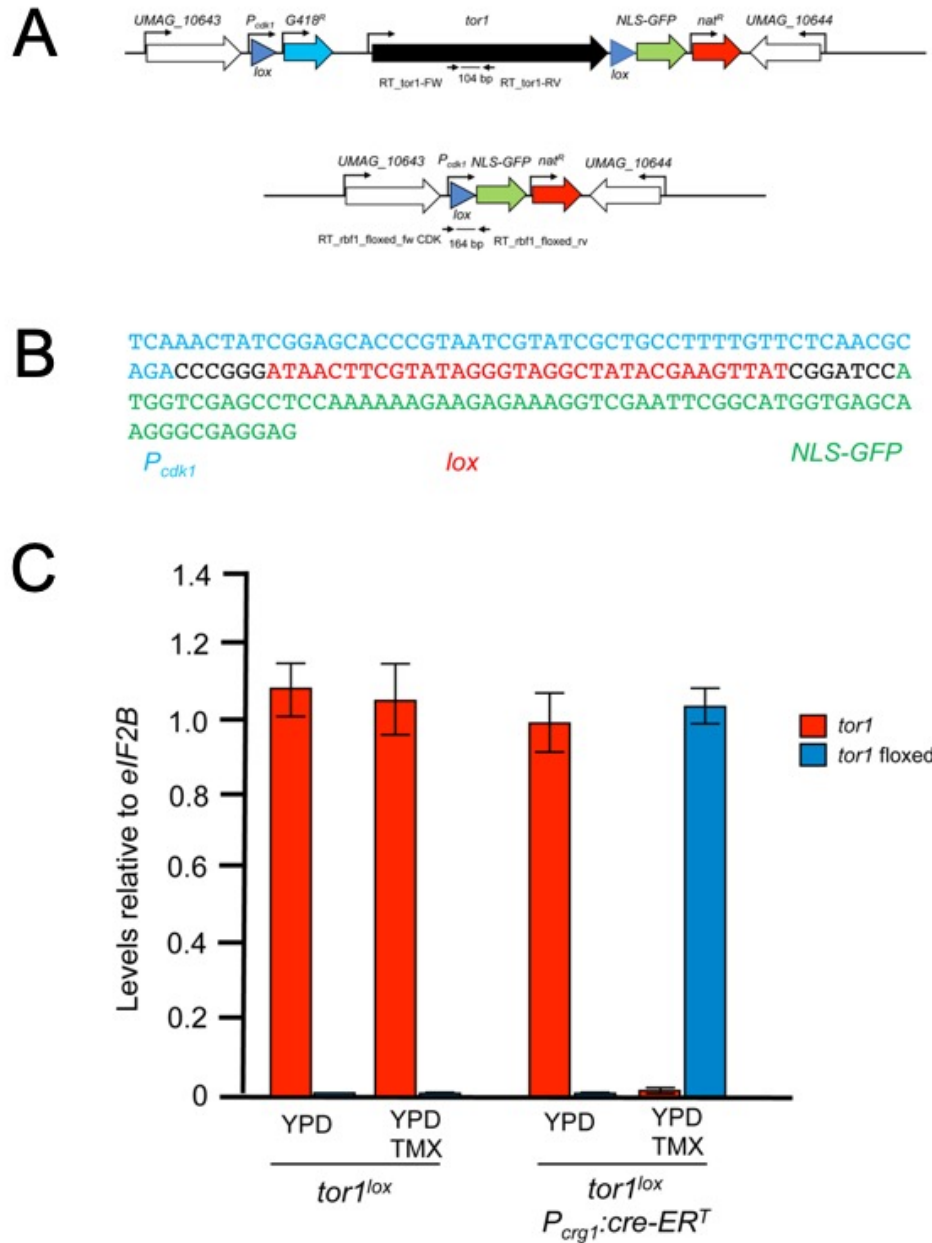 A
UMAG_10643 Pcdk1 G418R tor1 natR UMAG_10644
lox lox NLS-GFP
RT_tor1-FW 104 bp RT_tor1-RV
UMAG_10643 Pcdk1 NLS-GFP natR UMAG_10644
lox
RT_rbf1_floxed_fw CDK 164 bp RT_rbf1_floxed_rv
B
TCAAACTATCGGAGCACCCGTAATCGTATCGCTGCCTTTTGTTCTCAACGC
AGACCCGGGATAACTTCGTATAGGGTAGGCTATACGAAGTTATCGGATCCA
TGGTCGAGCCTCCAAAAAAGAAGAGAAAGGTCGAATTCGGCATGGTGAGCA
AGGGCGAGGAG
Pcdk1 lox NLS-GFP
C
Levels relative to eIF2B
1.4
1.2
1.0
0.8
0.6
0.4
0.2
0
tor1
tor1 floxed
YPD YPD YPD YPD
TMX TMX
tor1lox tor1lox
Pcrg1:cre-ERT